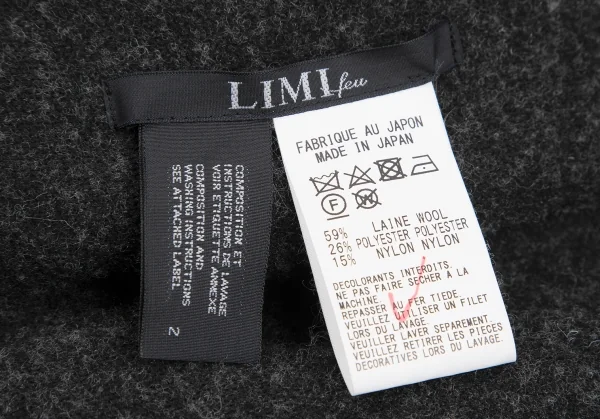 LIMI feu
COMPOSITION ET
INSTRUCTIONS DE LAVAGE
VOIR ETIQUETTE ANNEXE
COMPOSITION AND
WASHING INSTRUCTIONS
SEE ATTACHED LABEL
2
FABRIQUE AU JAPON
MADE IN JAPAN
F W
59% LAINE WOOL
26% POLYESTER POLYESTER
15% NYLON NYLON
DECOLORANTS INTERDITS.
NE PAS FAIRE SECHER A LA
MACHINE.
REPASSER AU FER TIEDE.
VEUILLEZ UTILISER UN FILET
LORS DU LAVAGE.
VEUILLER LAVER SEPAREMENT.
VEUILLEZ RETIRER LES PIECES
DECORATIVES LORS DU LAVAGE.